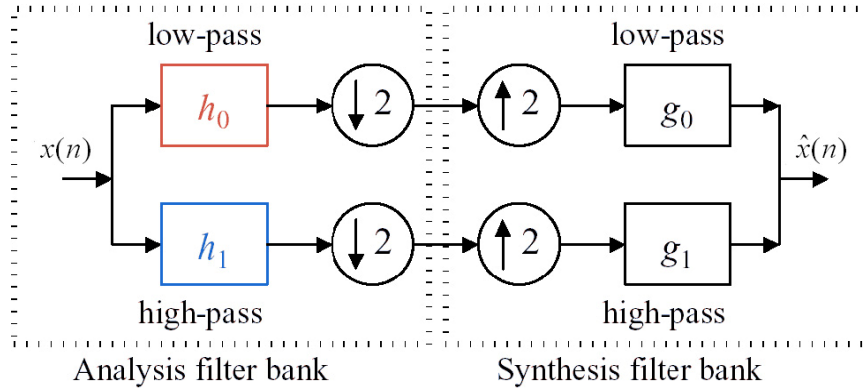 low-pass
low-pass
h₀
↓ 2
↑ 2
g₀
x(n)
x̂(n)
h₁
↓ 2
↑ 2
g₁
high-pass
high-pass
Analysis filter bank
Synthesis filter bank